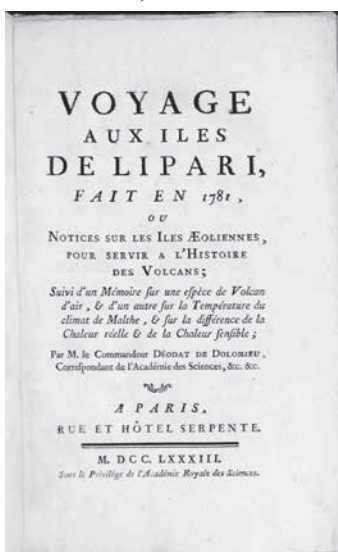 VOYAGE
AUX ILES
DE LIPARI,
FAIT EN 1781,
OU
NOTICES SUR LES ILES ÆOLIENNES,
POUR SERVIR A L'HISTOIRE
DES VOLCANS;
Suivi d'un Mémoire ſur une eſpèce de Volcan
d'air, & d'un autre ſur la Température du
climat de Malthe, & ſur la différence de la
Chaleur réelle & de la Chaleur ſenſible;
Par M. le Commandeur DÉODAT DE DOLOMIEU,
Correſpondant de l'Académie des Sciences, &c. &c.
A PARIS,
RUE ET HÔTEL SERPENTE.
M. DCC. LXXXIII.
Sous le Privilége de l'Académie Royale des Sciences.